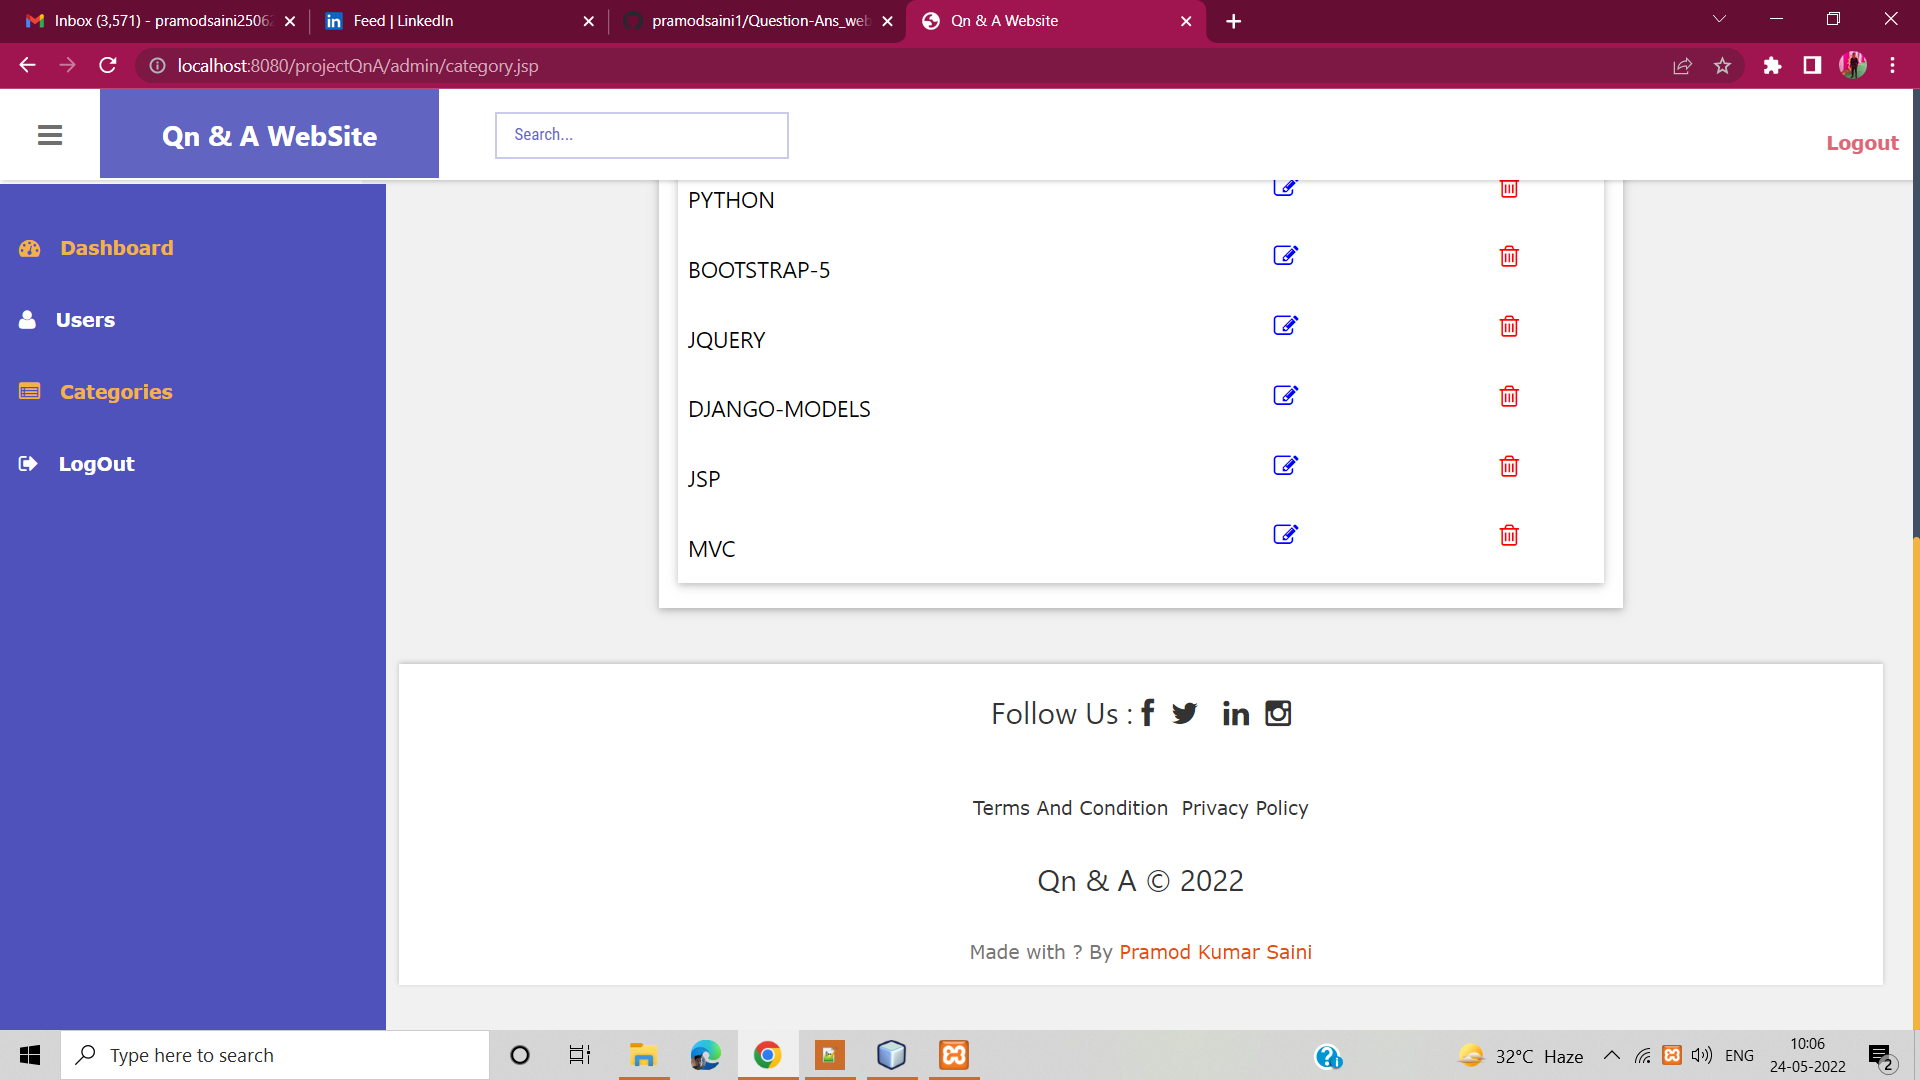 Inbox (3,571) - pramodsaini2506
Feed | LinkedIn
pramodsaini1/Question-Ans_web
Qn & A Website
localhost:8080/projectQnA/admin/category.jsp
Qn & A WebSite
Search...
Logout
Dashboard
Users
Categories
LogOut
PYTHON
BOOTSTRAP-5
JQUERY
DJANGO-MODELS
JSP
MVC
Follow Us :
Terms And Condition Privacy Policy
Qn & A © 2022
Made with ? By Pramod Kumar Saini
Type here to search
32°C Haze
ENG
10:06
24-05-2022
2